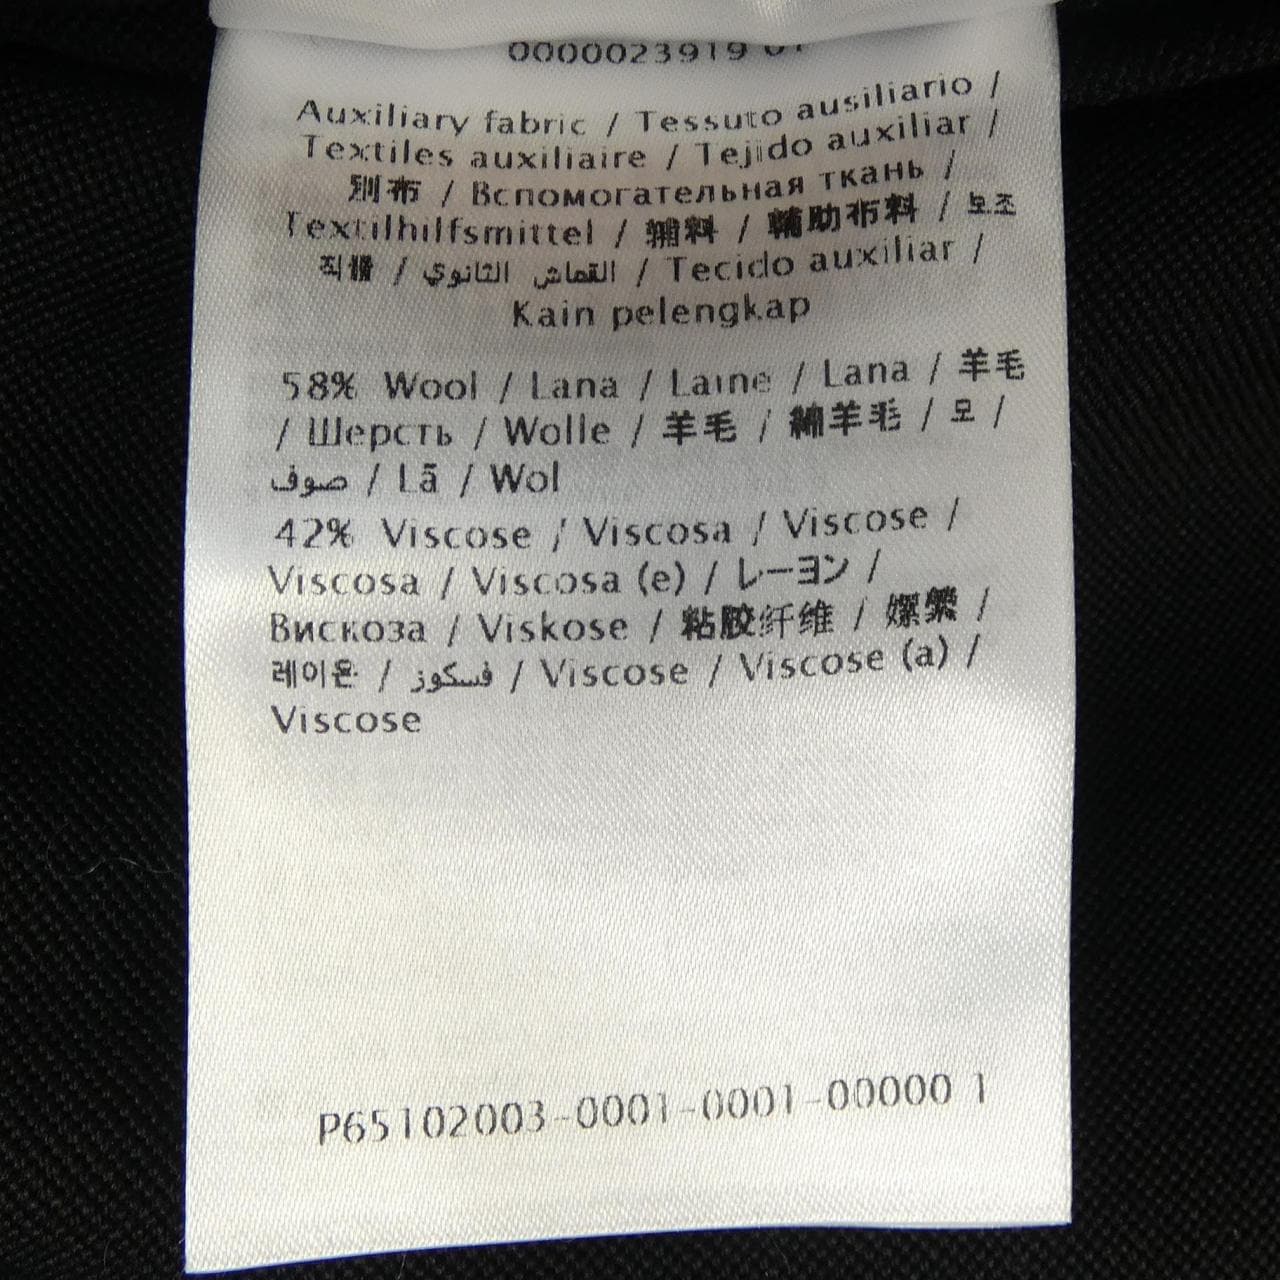 0000023919 01
Auxiliary fabric / Tessuto ausiliario /
Textiles auxiliaire / Tejido auxiliar /
別布 / Вспомогательная ткань /
Textilhilfsmittel / 辅料 / 輔助布料 / 보조
직물 / القماش الثانوي / Tecido auxiliar /
Kain pelengkap
58% Wool / Lana / Laine / Lana / 羊毛
/ Шерсть / Wolle / 羊毛 / 綿羊毛 / 모 /
صوف / Lã / Wol
42% Viscose / Viscosa / Viscose /
Viscosa / Viscosa (e) / レーヨン /
Вискоза / Viskose / 粘胶纤维 / 嫘縈 /
레이온 / فسكوز / Viscose / Viscose (a) /
Viscose
P65102003-0001-0001-00000 1